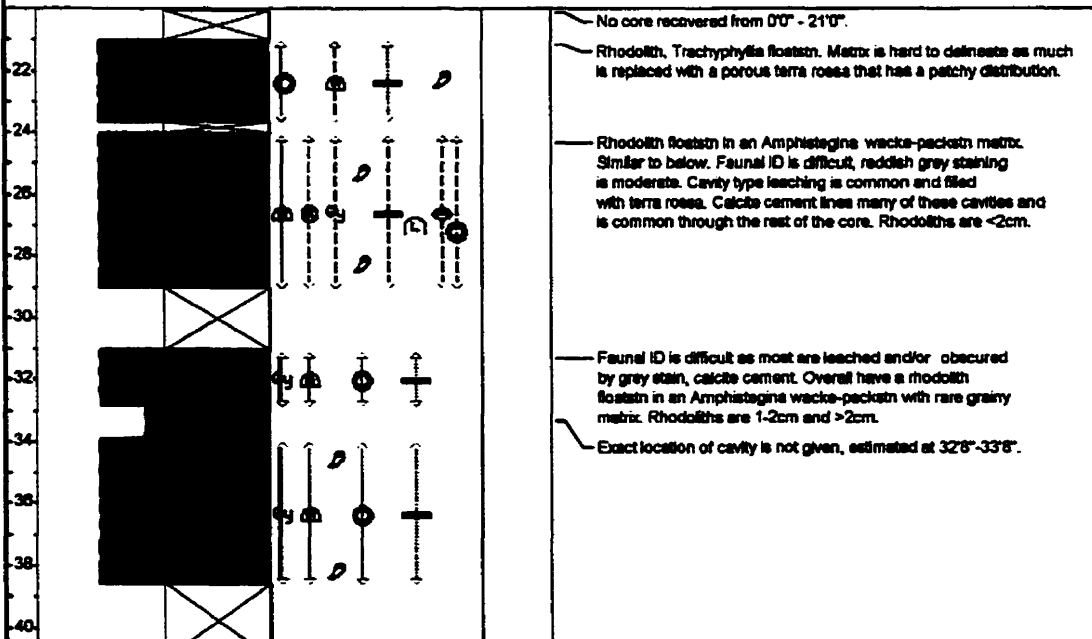 No core recovered from 0'0" - 21'0".
Rhodolith, Trachyphyllia floatstn. Matrix is hard to delineate as much
is replaced with a porous terra rossa that has a patchy distribution.
-22
-24
Rhodolith floatstn in an Amphistegina wacke-packstn matrix.
Similar to below. Faunal ID is difficult, reddish grey staining
is moderate. Cavity type leaching is common and filled
with terra rossa. Calcite cement lines many of these cavities and
is common through the rest of the core. Rhodoliths are <2cm.
-26
-28
-30
Faunal ID is difficult as most are leached and/or obscured
by grey stain, calcite cement. Overall have a rhodolith
floatstn in an Amphistegina wacke-packstn with rare grainy
matrix. Rhodoliths are 1-2cm and >2cm.
-32
-34
Exact location of cavity is not given, estimated at 32'8"-33'8".
-36
-38
-40